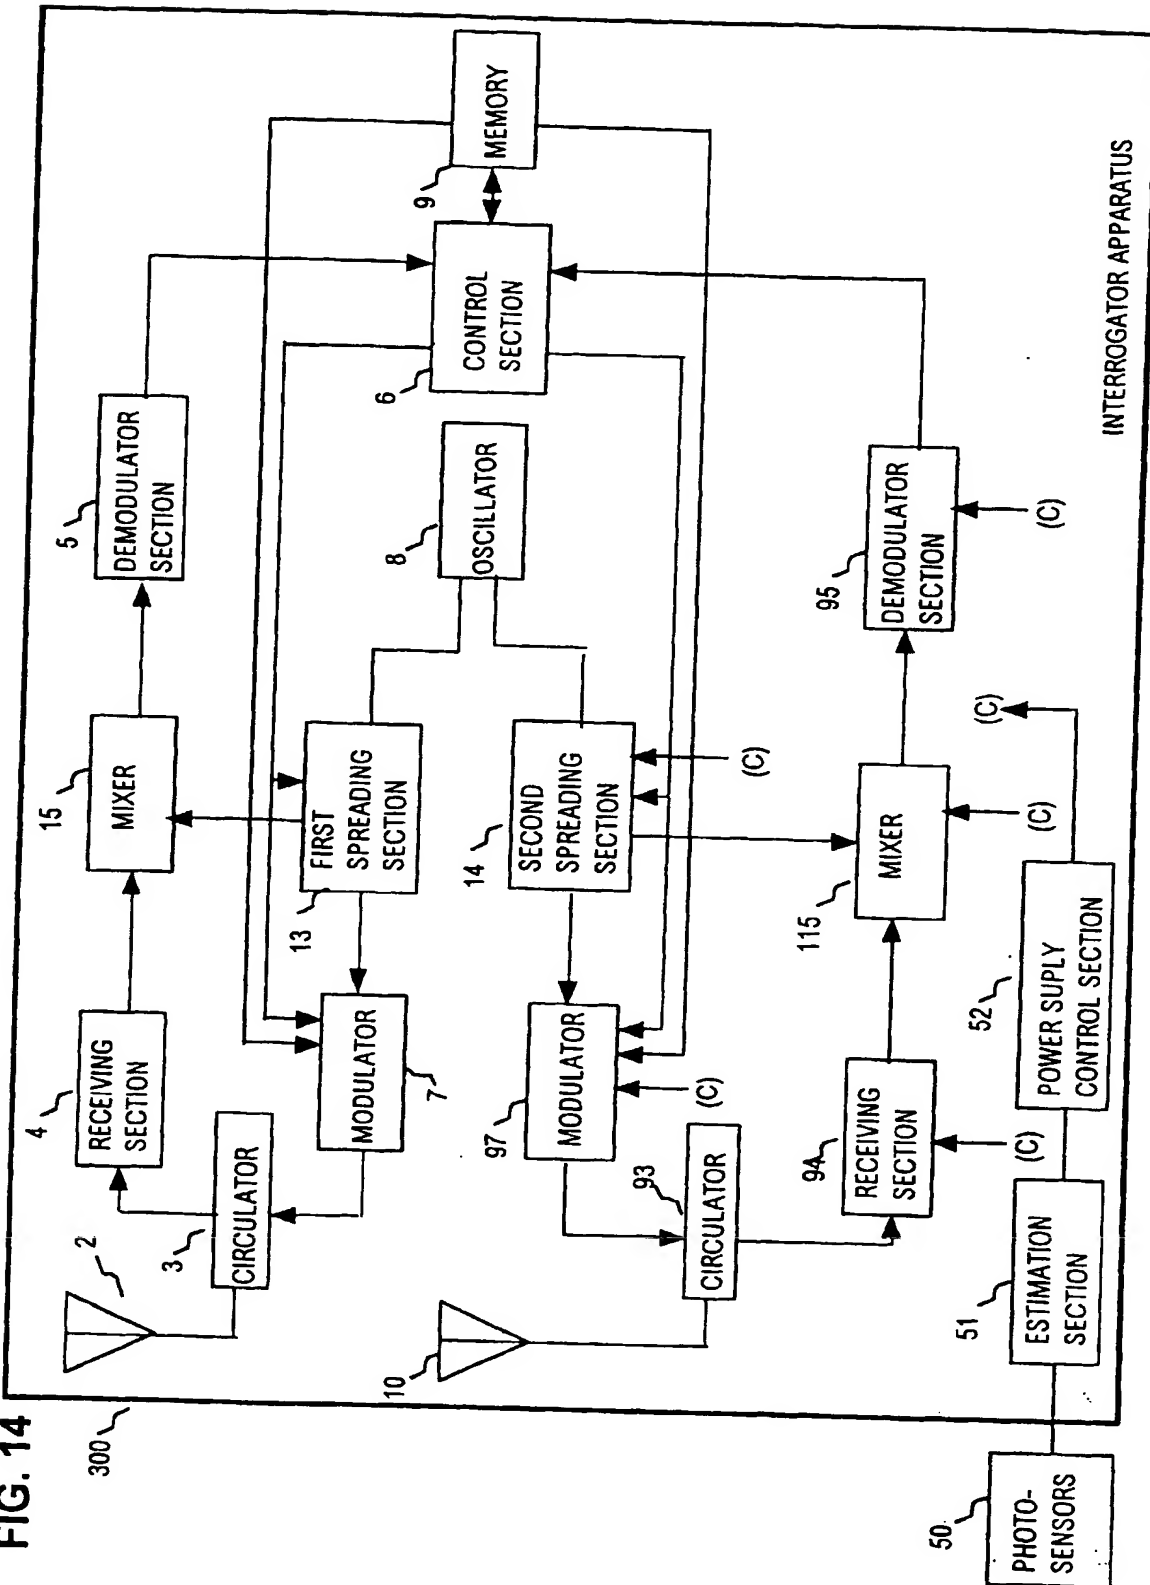 FIG. 14
300
2
3
CIRCULATOR
4
RECEIVING
SECTION
15
MIXER
5
DEMODULATOR
SECTION
7
MODULATOR
13
FIRST
SPREADING
SECTION
8
OSCILLATOR
6
CONTROL
SECTION
9
MEMORY
10
93
CIRCULATOR
97
MODULATOR
(C)
14
SECOND
SPREADING
SECTION
(C)
94
RECEIVING
SECTION
(C)
115
MIXER
(C)
95
DEMODULATOR
SECTION
(C)
50
PHOTO-
SENSORS
51
ESTIMATION
SECTION
52
POWER SUPLY
CONTROL SECTION
(C)
INTERROGATOR APPARATUS